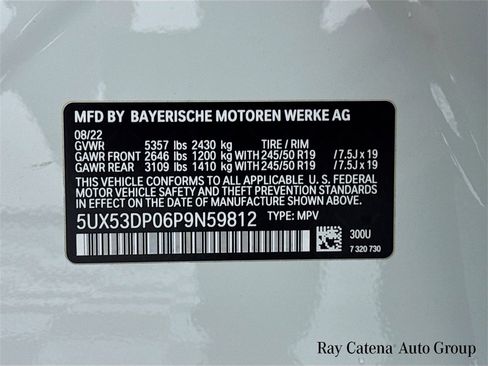 MFD BY BAYERISCHE MOTOREN WERKE AG
08/22
GVWR 5357 lbs 2430 kg TIRE / RIM
GAWR FRONT 2646 lbs 1200 kg WITH 245/50 R19 / 7.5J x 19
GAWR REAR 3109 lbs 1410 kg WITH 245/50 R19 / 7.5J x 19
THIS VEHICLE CONFORMS TO ALL APPLICABLE U. S. FEDERAL
MOTOR VEHICLE SAFETY, BUMPER, AND THEFT PREVENTION
STANDARDS IN EFFECT ON THE DATE OF MANUFACTURE SHOWN ABOVE.
5UX53DP06P9N59812 TYPE: MPV
300U
7 320 730
Ray Catena Auto Group